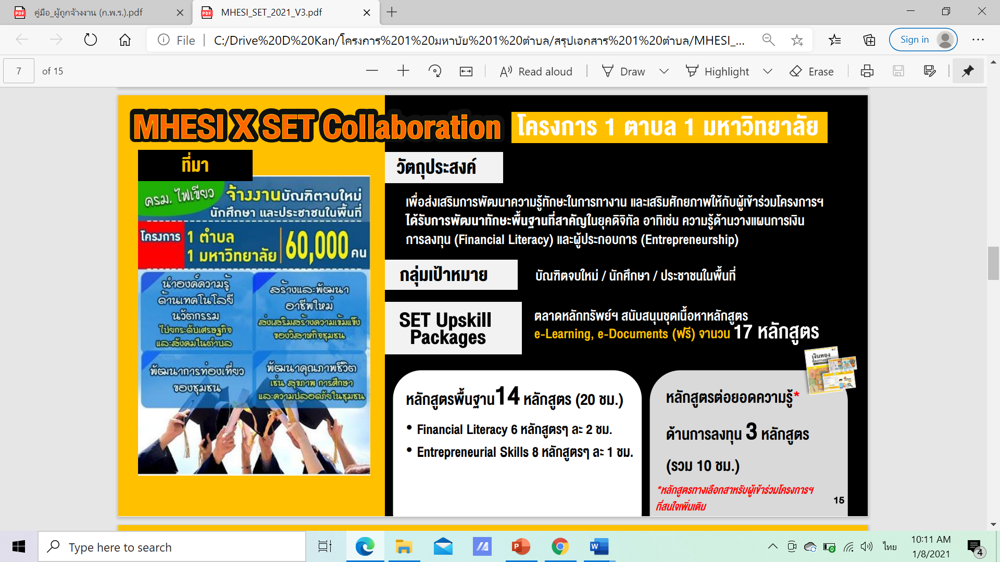 คู่มือ_ผู้ถูกจ้างงาน (ก.พ.ร.).pdf
MHESI_SET_2021_V3.pdf
File
C:/Drive%20D%20Kan/โครงการ%201%20มหาบัย%201%20ตำบล/สรุปเอกสาร%201%20ตำบล/MHESI_...
Sign in
7 of 15
Read aloud
Draw
Highlight
Erase
MHESI X SET Collaboration
โครงการ 1 ตาบล 1 มหาวิทยาลัย
ที่มา
ครม. ไฟเขียว จ้างงานบัณฑิตจบใหม่
นักศึกษา และประชาชนในพื้นที่
โครงการ 1 ตำบล
1 มหาวิทยาลัย 60,000 คน
นำองค์ความรู้
ด้านเทคโนโลยี
นวัตกรรม
ไปยกระดับเศรษฐกิจ
และสังคมในตำบล
สร้างและพัฒนา
อาชีพใหม่
ส่งเสริมสร้างความเข้มแข็ง
ของวิสาหกิจชุมชน
พัฒนาการท่องเที่ยว
ของชุมชน
พัฒนาคุณภาพชีวิต
เช่น สุขภาพ การศึกษา
และความปลอดภัยในชุมชน
วัตถุประสงค์
เพื่อส่งเสริมการพัฒนาความรู้ทักษะในการทางาน และเสริมศักยภาพให้กับผู้เข้าร่วมโครงการฯ
ได้รับการพัฒนาทักษะพื้นฐานที่สาคัญในยุคดิจิทัล อาทิเช่น ความรู้ด้านวางแผนการเงิน
การลงทุน (Financial Literacy) และผู้ประกอบการ (Entrepreneurship)
กลุ่มเป้าหมาย
บัณฑิตจบใหม่ / นักศึกษา / ประชาชนในพื้นที่
SET Upskill
Packages
ตลาดหลักทรัพย์ฯ สนับสนุนชุดเนื้อหาหลักสูตร
e-Learning, e-Documents (ฟรี) จานวน 17 หลักสูตร
หลักสูตรพื้นฐาน14 หลักสูตร (20 ชม.)
• Financial Literacy 6 หลักสูตรๆ ละ 2 ชม.
• Entrepreneurial Skills 8 หลักสูตรๆ ละ 1 ชม.
เงินทอง
หลักสูตรต่อยอดความรู้*
ด้านการลงทุน 3 หลักสูตร
(รวม 10 ชม.)
*หลักสูตรทางเลือกสาหรับผู้เข้าร่วมโครงการฯ
ที่สนใจเพิ่มเติม
15
Type here to search
ไทย
10:11 AM
1/8/2021
4